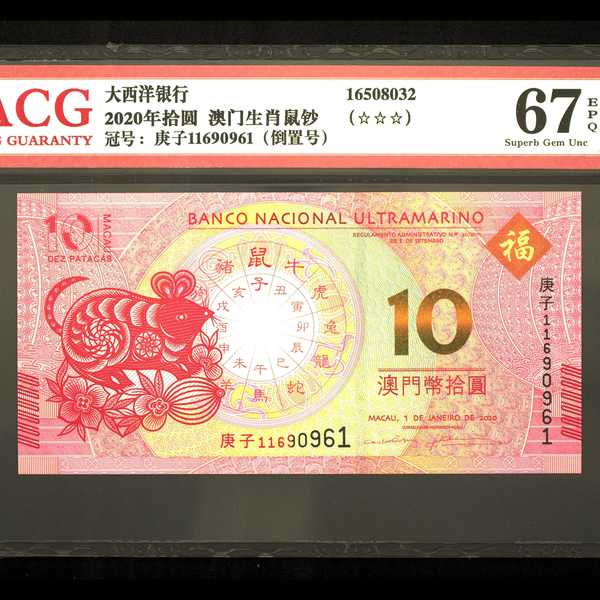 ACG
GUARANTY
大西洋银行
2020年拾圆 澳门生肖鼠钞
冠号：庚子11690961（倒置号）
16508032
(☆☆☆)
67
EPQ
Superb Gem Unc
10
MACAU
DEZ PATACAS
BANCO NACIONAL ULTRAMARINO
福
鼠
牛
虎
兔
龍
蛇
馬
羊
豬
子
丑
寅
卯
辰
巳
午
未
申
酉
戌
亥
10
澳門幣拾圓
MACAU, 1 DE JANEIRO DE 2020
庚子11690961
庚子11690961